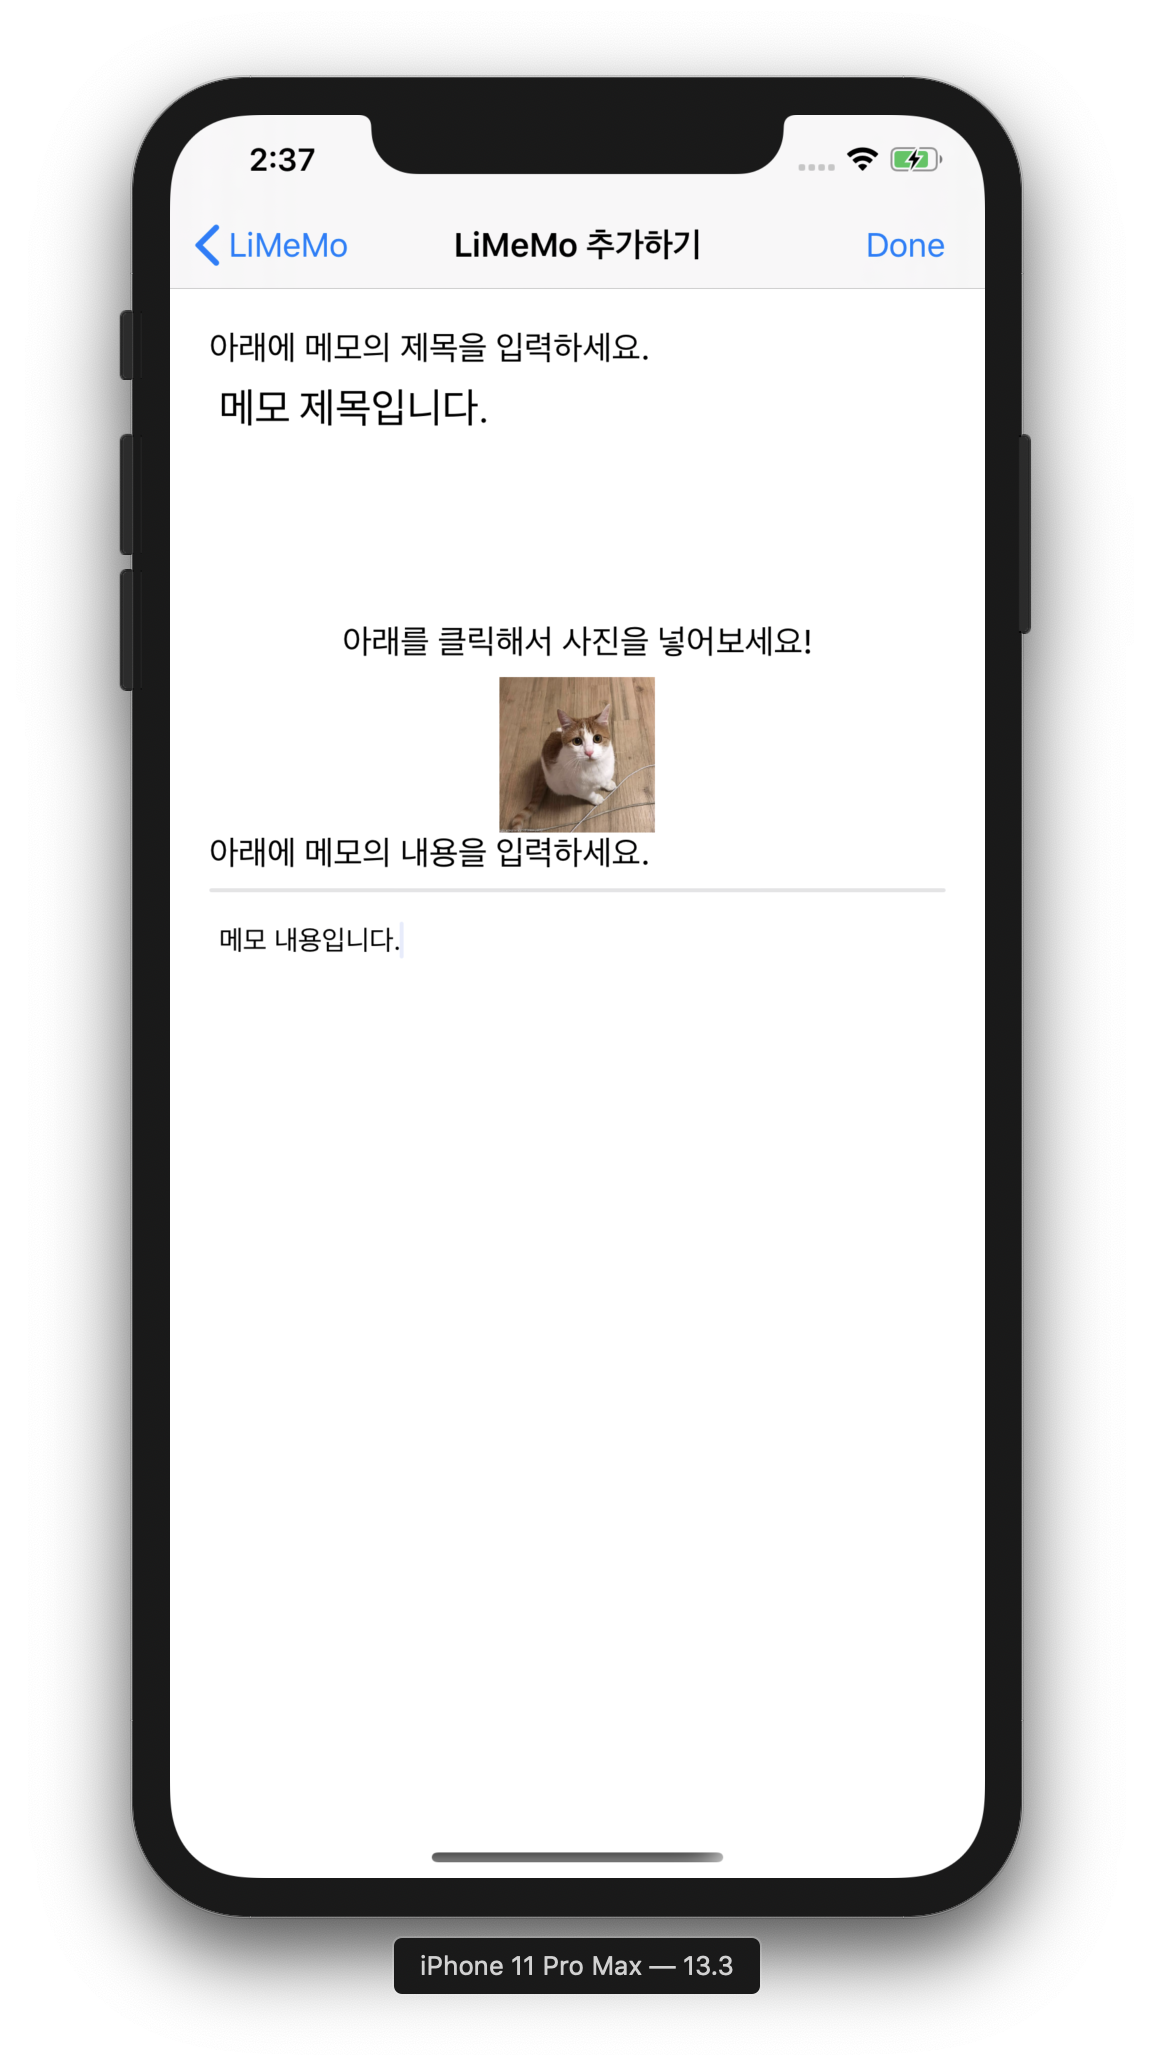 2:37
LiMeMo LiMeMo 추가하기 Done
아래에 메모의 제목을 입력하세요.
메모 제목입니다.
아래를 클릭해서 사진을 넣어보세요!
아래에 메모의 내용을 입력하세요.
메모 내용입니다.
iPhone 11 Pro Max — 13.3